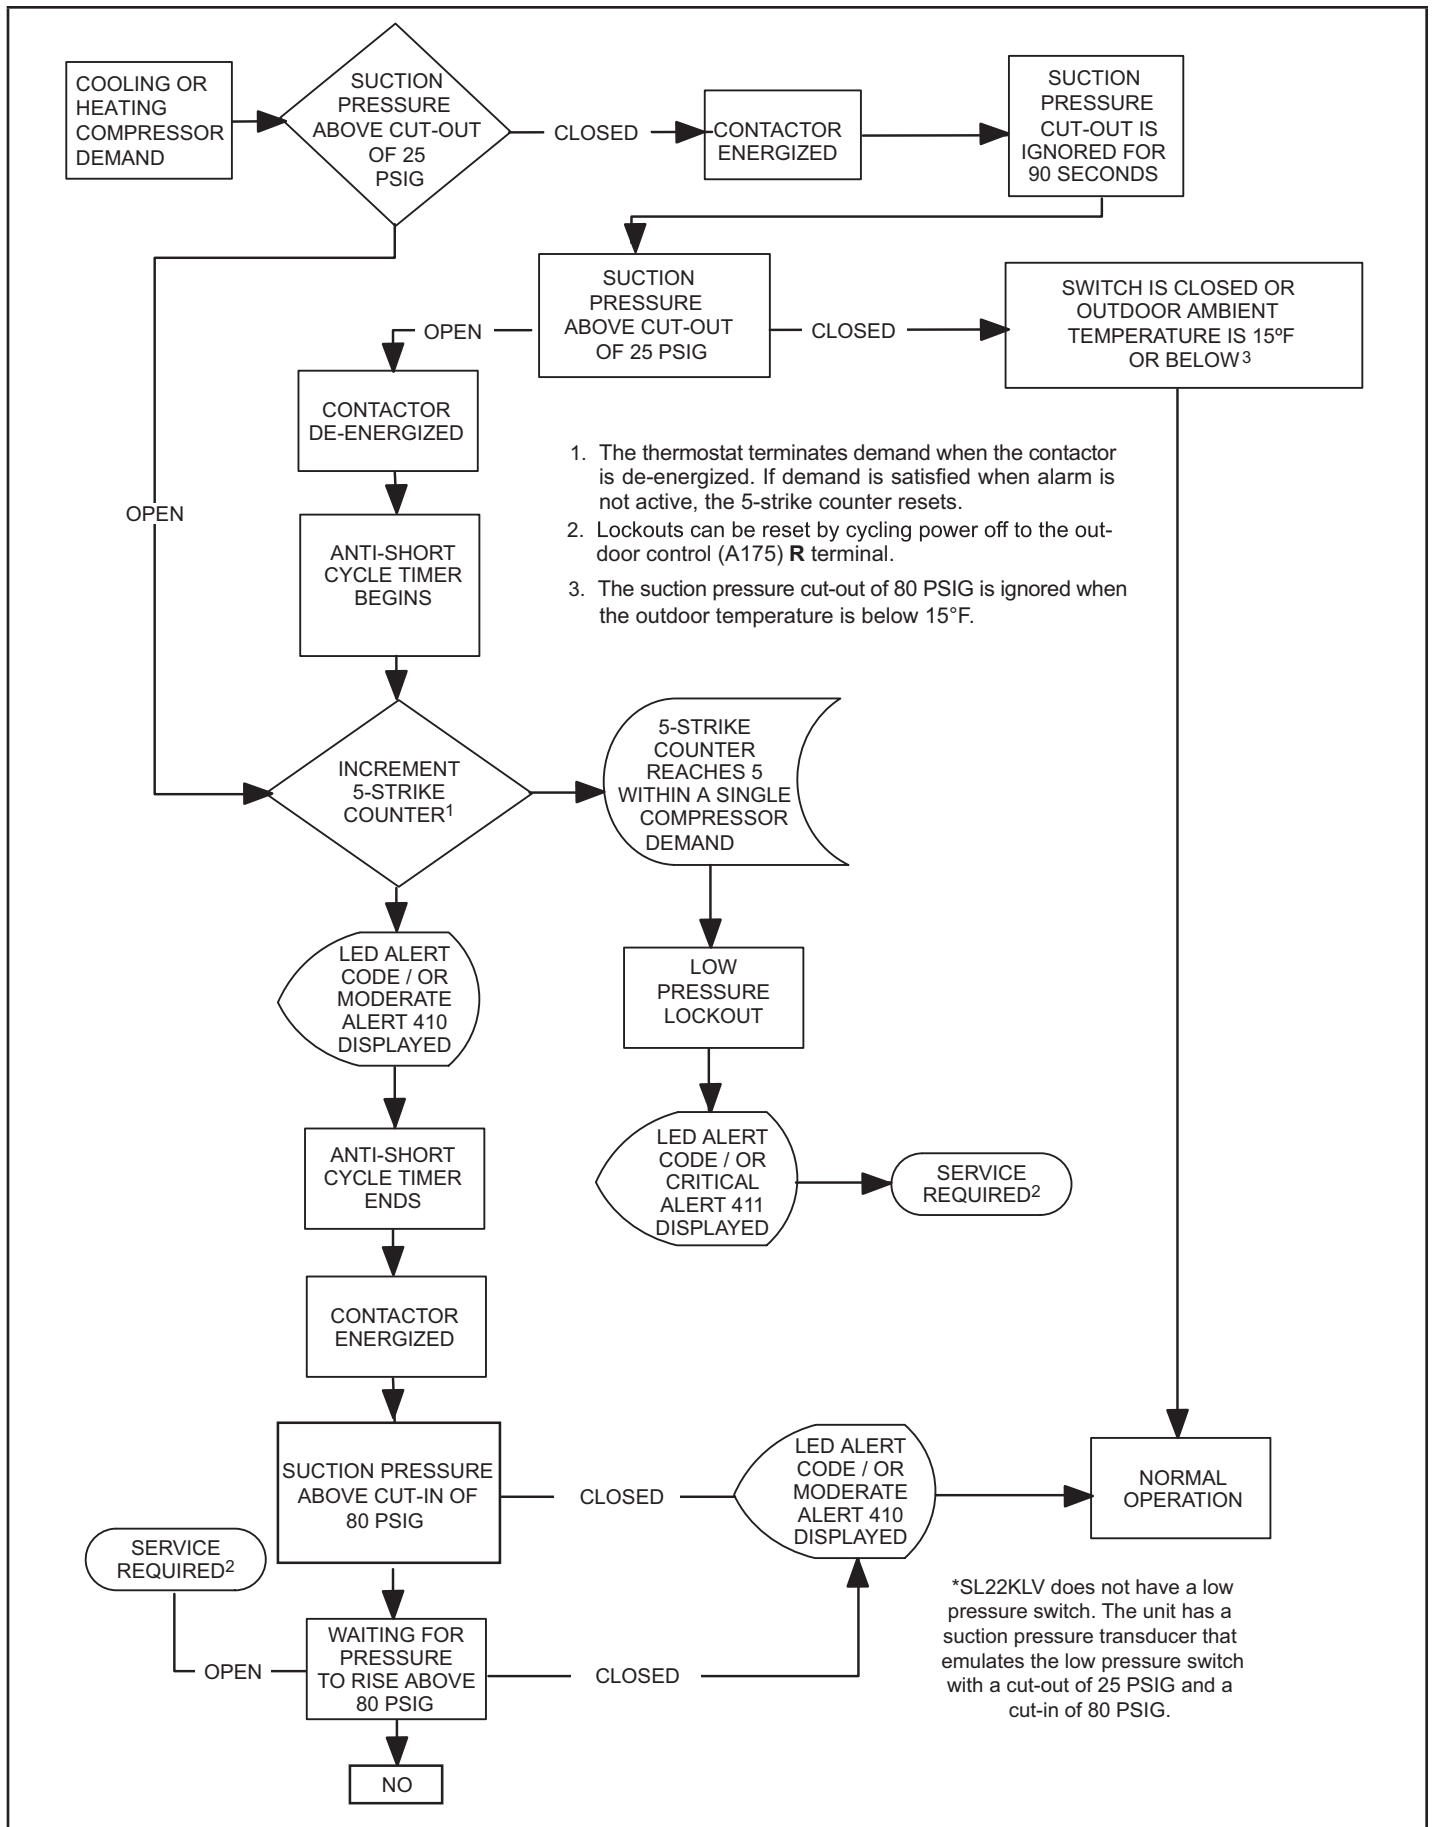 COOLING OR
HEATING
COMPRESSOR
DEMAND
SUCTION
PRESSURE
ABOVE CUT-OUT
OF 25
PSIG
CLOSED
CONTACTOR
ENERGIZED
SUCTION
PRESSURE
CUT-OUT IS
IGNORED FOR
90 SECONDS
SUCTION
PRESSURE
ABOVE CUT-OUT
OF 25 PSIG
OPEN
CLOSED
SWITCH IS CLOSED OR
OUTDOOR AMBIENT
TEMPERATURE IS 15ºF
OR BELOW3
CONTACTOR
DE-ENERGIZED
OPEN
ANTI-SHORT
CYCLE TIMER
BEGINS
1. The thermostat terminates demand when the contactor
is de-energized. If demand is satisfied when alarm is
not active, the 5-strike counter resets.
2. Lockouts can be reset by cycling power off to the out-
door control (A175) R terminal.
3. The suction pressure cut-out of 80 PSIG is ignored when
the outdoor temperature is below 15°F.
INCREMENT
5-STRIKE
COUNTER1
5-STRIKE
COUNTER
REACHES 5
WITHIN A SINGLE
COMPRESSOR
DEMAND
LED ALERT
CODE / OR
MODERATE
ALERT 410
DISPLAYED
LOW
PRESSURE
LOCKOUT
ANTI-SHORT
CYCLE TIMER
ENDS
LED ALERT
CODE / OR
CRITICAL
ALERT 411
DISPLAYED
SERVICE
REQUIRED2
CONTACTOR
ENERGIZED
SUCTION PRESSURE
ABOVE CUT-IN OF
80 PSIG
CLOSED
LED ALERT
CODE / OR
MODERATE
ALERT 410
DISPLAYED
NORMAL
OPERATION
SERVICE
REQUIRED2
OPEN
WAITING FOR
PRESSURE
TO RISE ABOVE
80 PSIG
CLOSED
NO
*SL22KLV does not have a low
pressure switch. The unit has a
suction pressure transducer that
emulates the low pressure switch
with a cut-out of 25 PSIG and a
cut-in of 80 PSIG.